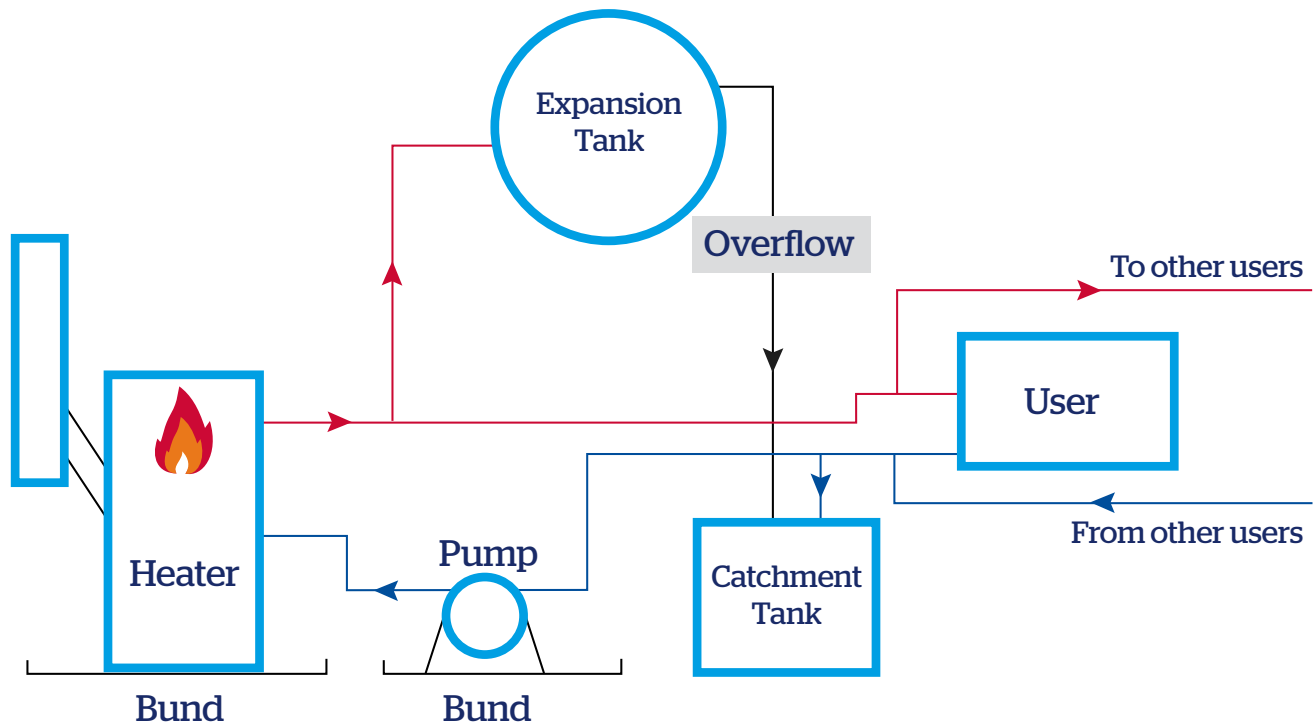 Expansion
Tank
Overflow
To other users
User
From other users
Pump
Heater
Catchment
Tank
Bund
Bund